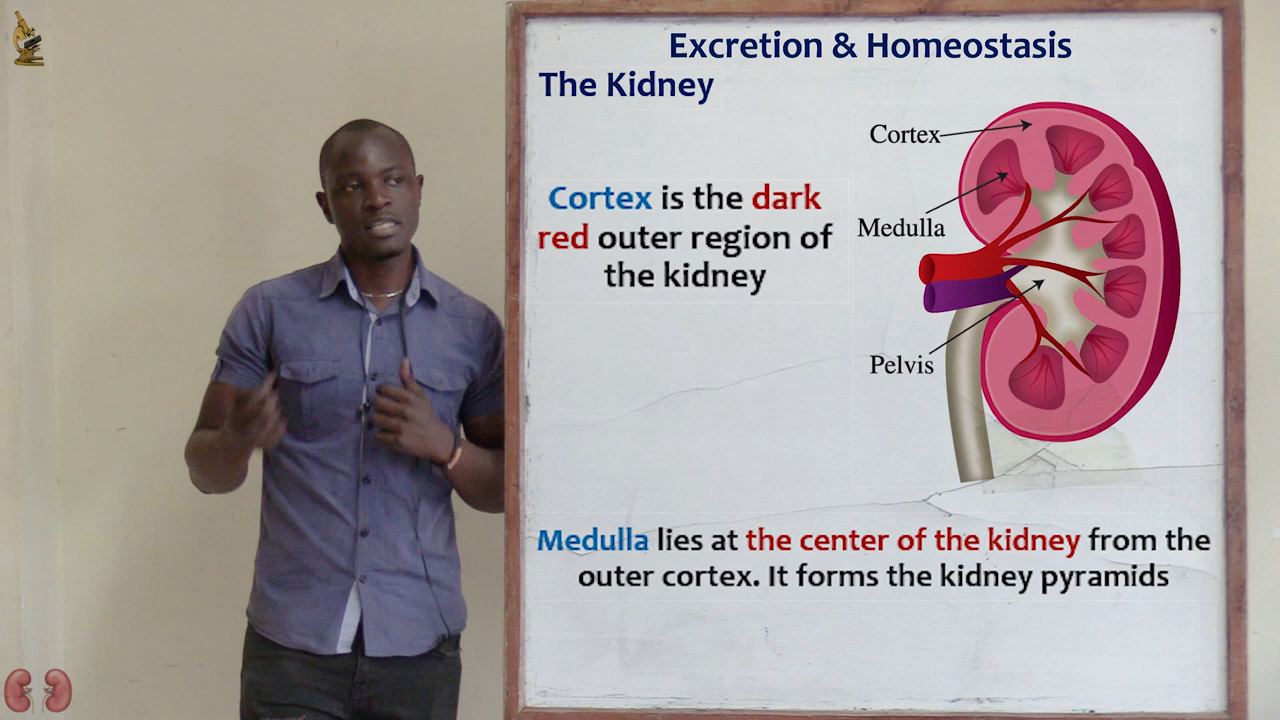 Excretion & Homeostasis
The Kidney
Cortex
Cortex is the dark
red outer region of
the kidney
Medulla
Pelvis
Medulla lies at the center of the kidney from the
outer cortex. It forms the kidney pyramids